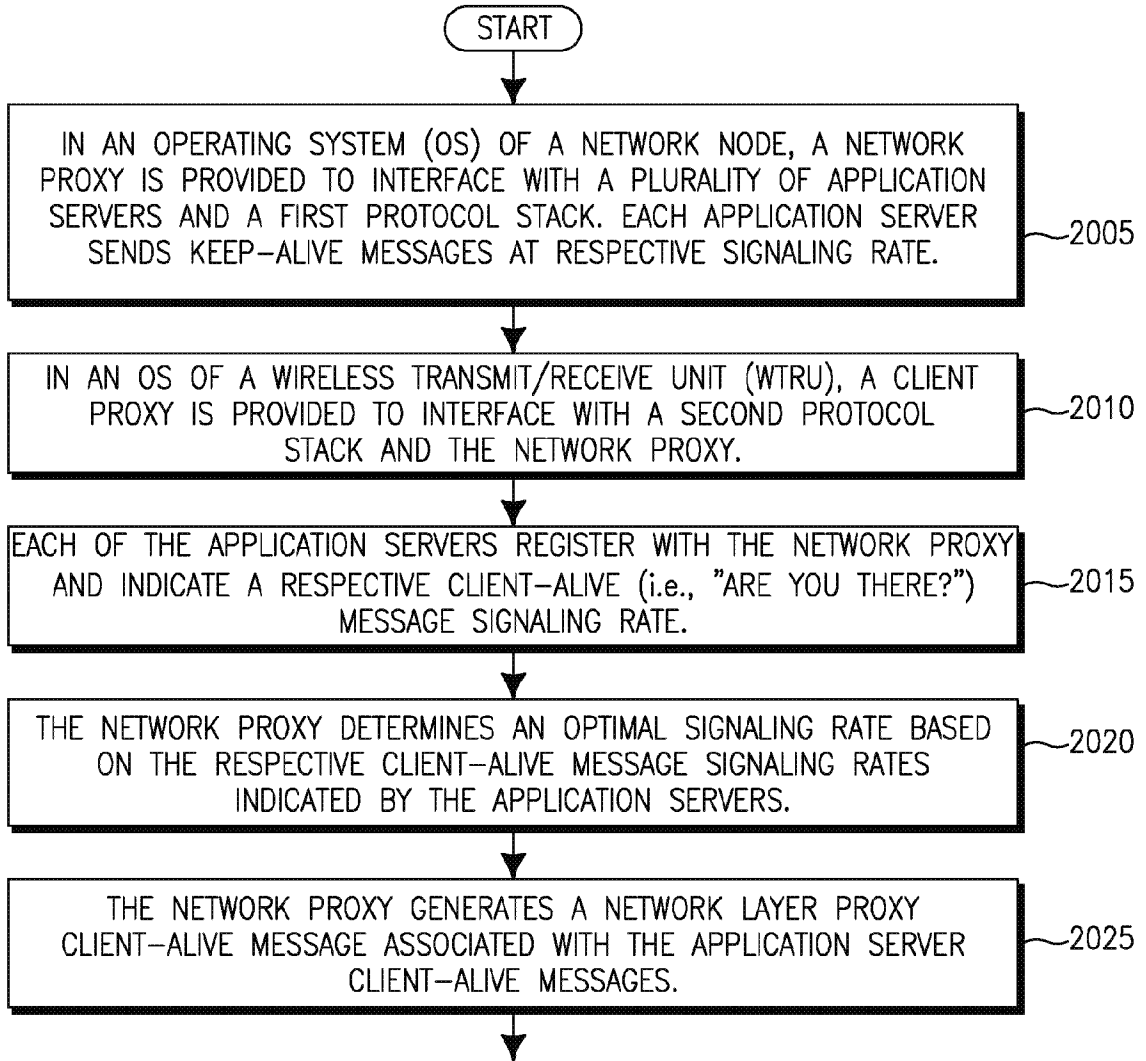 START
IN AN OPERATING SYSTEM (OS) OF A NETWORK NODE, A NETWORK
PROXY IS PROVIDED TO INTERFACE WITH A PLURALITY OF APPLICATION
SERVERS AND A FIRST PROTOCOL STACK. EACH APPLICATION SERVER
SENDS KEEP-ALIVE MESSAGES AT RESPECTIVE SIGNALING RATE.
2005
IN AN OS OF A WIRELESS TRANSMIT/RECEIVE UNIT (WTRU), A CLIENT
PROXY IS PROVIDED TO INTERFACE WITH A SECOND PROTOCOL
STACK AND THE NETWORK PROXY.
2010
EACH OF THE APPLICATION SERVERS REGISTER WITH THE NETWORK PROXY
AND INDICATE A RESPECTIVE CLIENT-ALIVE (i.e., "ARE YOU THERE?")
MESSAGE SIGNALING RATE.
2015
THE NETWORK PROXY DETERMINES AN OPTIMAL SIGNALING RATE BASED
ON THE RESPECTIVE CLIENT-ALIVE MESSAGE SIGNALING RATES
INDICATED BY THE APPLICATION SERVERS.
2020
THE NETWORK PROXY GENERATES A NETWORK LAYER PROXY
CLIENT-ALIVE MESSAGE ASSOCIATED WITH THE APPLICATION SERVER
CLIENT-ALIVE MESSAGES.
2025